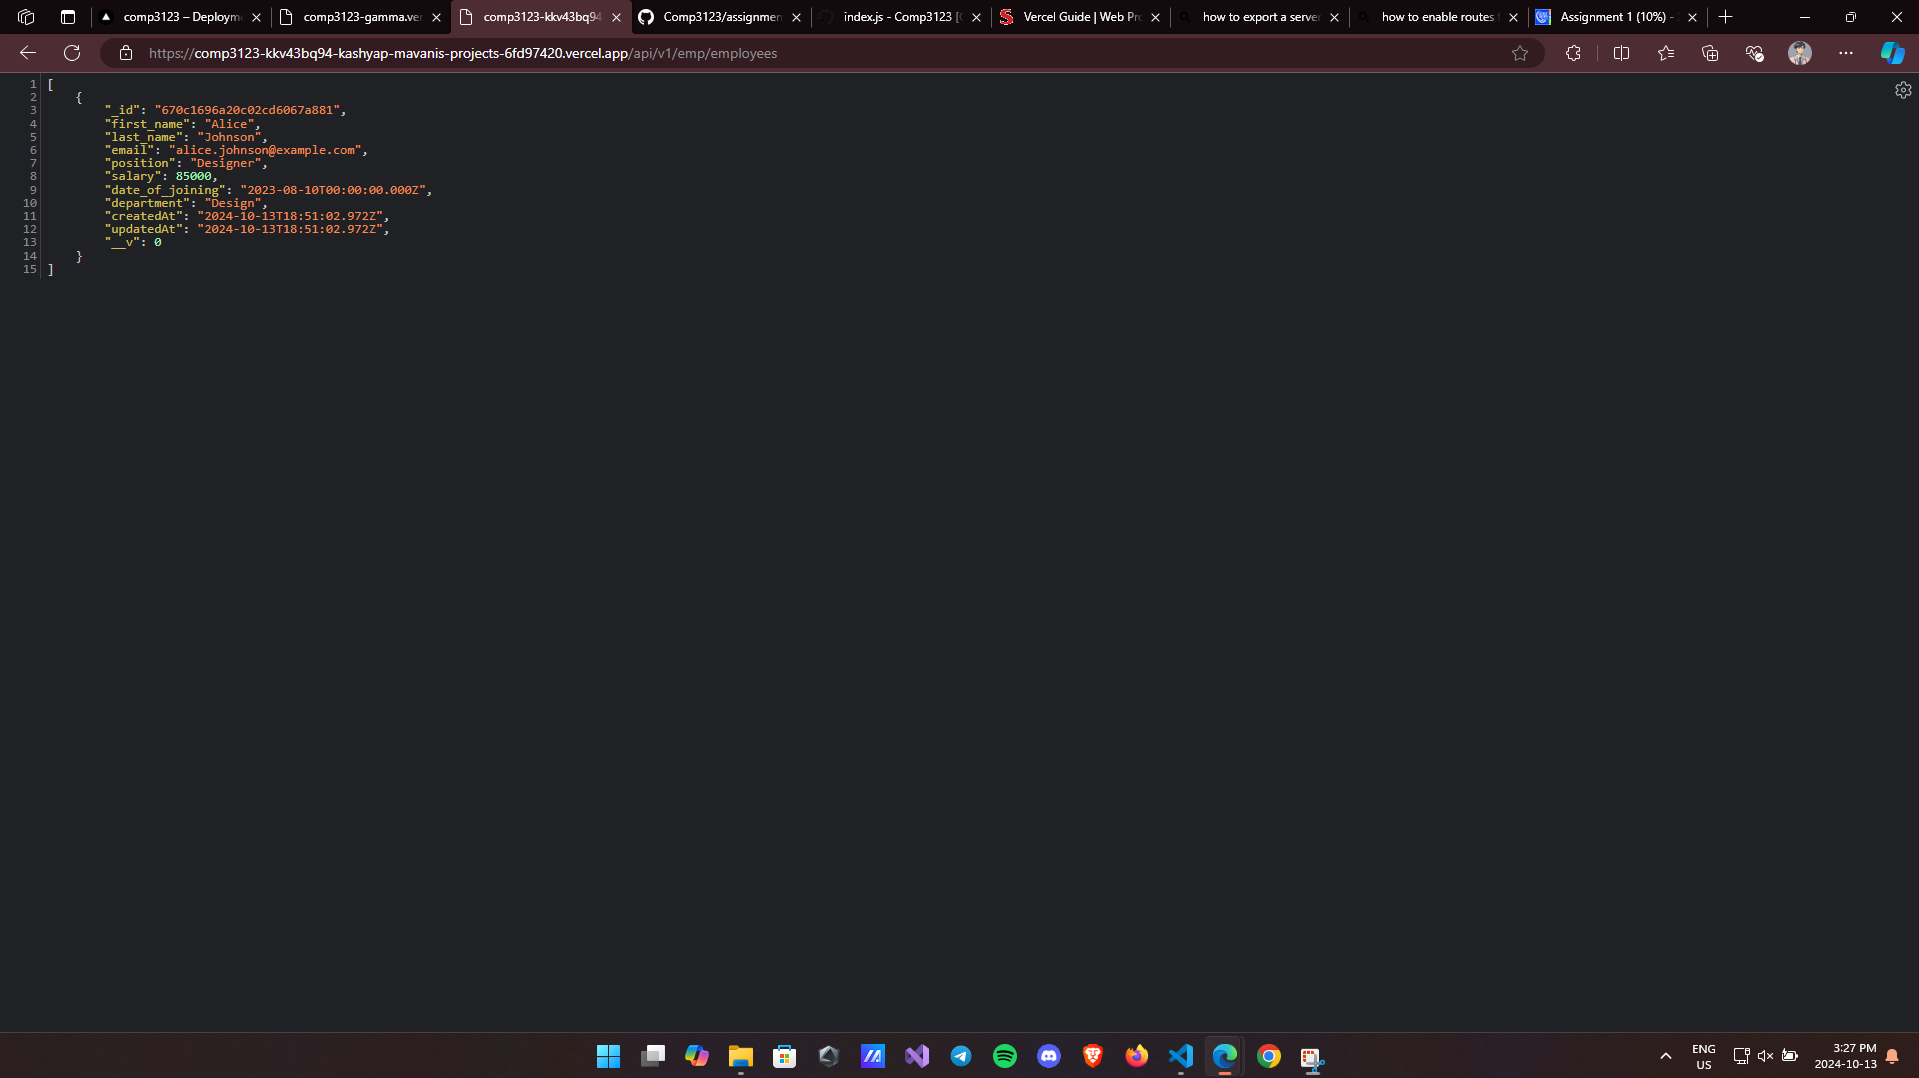 comp3123 – Deploym
comp3123-gamma.ver
comp3123-kkv43bq94
Comp3123/assignmen
index.js - Comp3123 [
Vercel Guide | Web Pr
how to export a server
how to enable routes
Assignment 1 (10%) -
https://comp3123-kkv43bq94-kashyap-mavanis-projects-6fd97420.vercel.app/api/v1/emp/employees
1 [
2 {
3 "_id": "670c1696a20c02cd6067a881",
4 "first_name": "Alice",
5 "last_name": "Johnson",
6 "email": "alice.johnson@example.com",
7 "position": "Designer",
8 "salary": 85000,
9 "date_of_joining": "2023-08-10T00:00:00.000Z",
10 "department": "Design",
11 "createdAt": "2024-10-13T18:51:02.972Z",
12 "updatedAt": "2024-10-13T18:51:02.972Z",
13 "__v": 0
14 }
15 ]
ENG
US
3:27 PM
2024-10-13